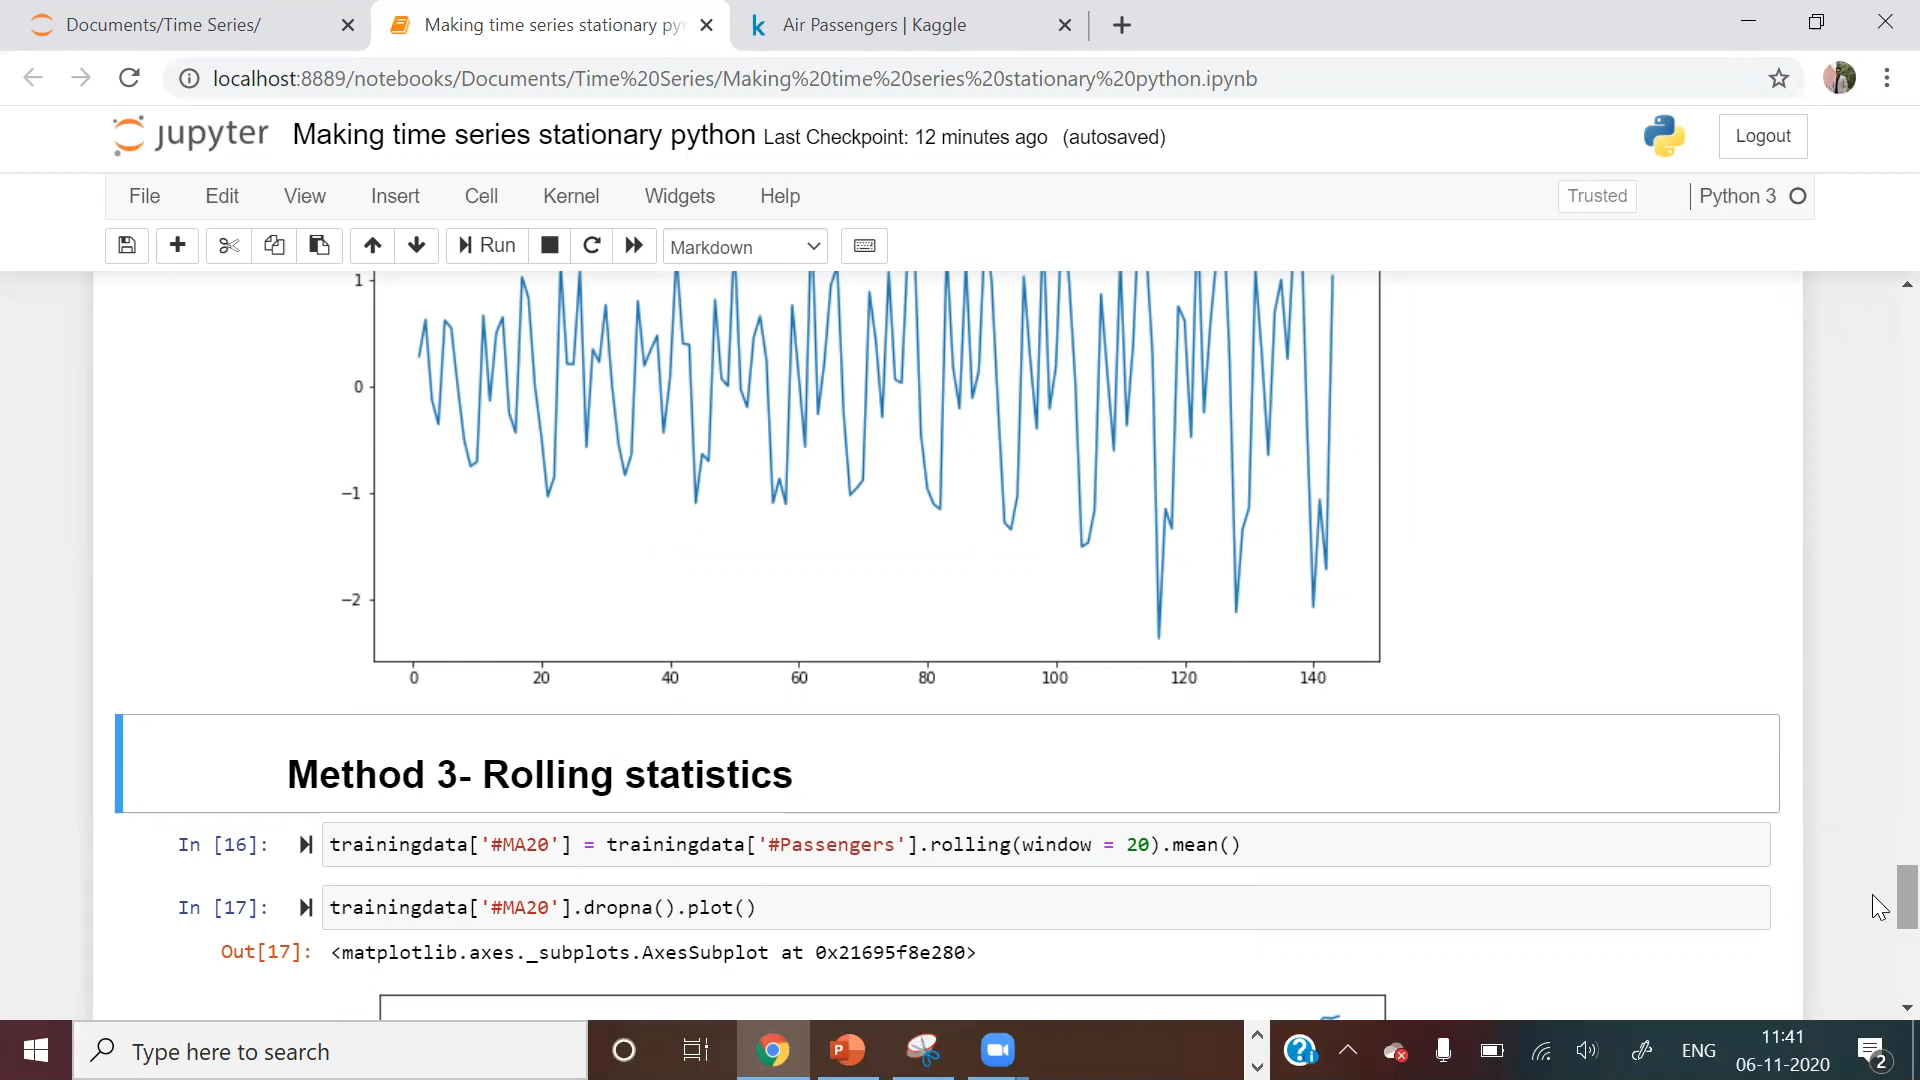 Documents/Time Series/
Making time series stationary py
Air Passengers | Kaggle
localhost:8889/notebooks/Documents/Time%20Series/Making%20time%20series%20stationary%20python.ipynb
jupyter Making time series stationary python Last Checkpoint: 12 minutes ago (autosaved)
Logout
File Edit View Insert Cell Kernel Widgets Help
Trusted
Python 3
Run
Markdown
1
0
−1
−2
0 20 40 60 80 100 120 140
Method 3- Rolling statistics
In [16]: trainingdata['#MA20'] = trainingdata['#Passengers'].rolling(window = 20).mean()
In [17]: trainingdata['#MA20'].dropna().plot()
Out[17]: <matplotlib.axes._subplots.AxesSubplot at 0x21695f8e280>
Type here to search
ENG
11:41
06-11-2020
2